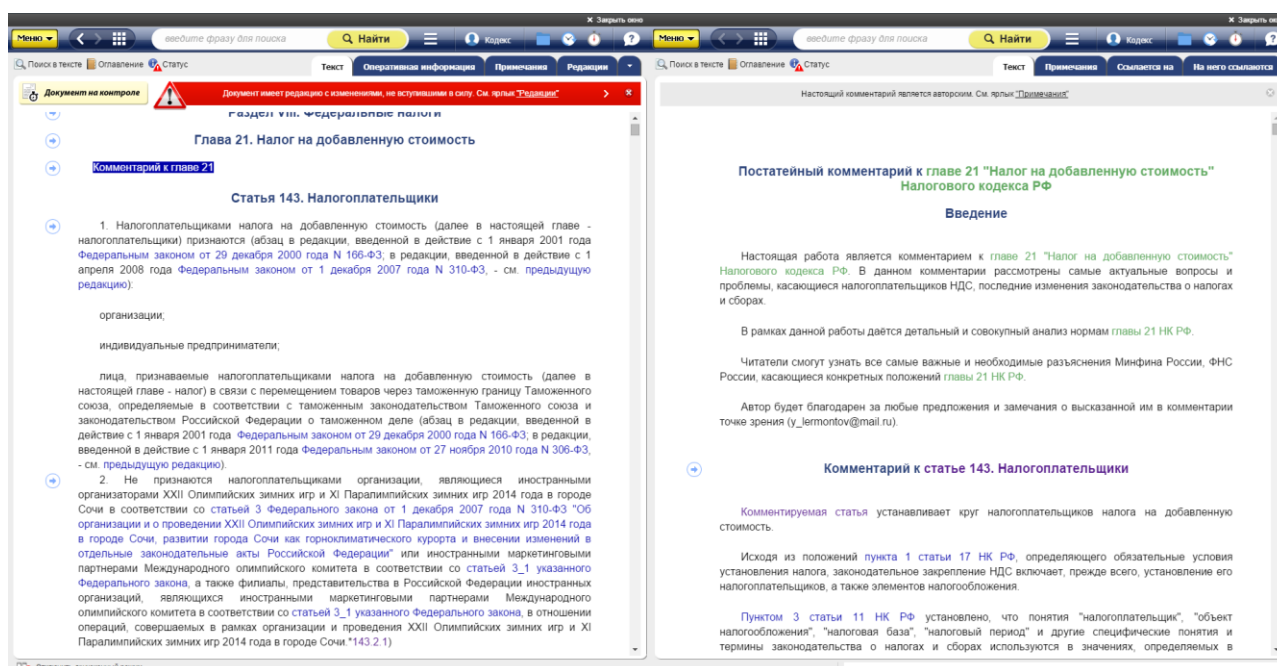 × Закрыть окно
Меню
введите фразу для поиска
Найти
Кодекс
Поиск в тексте Оглавление Статус
Текст Оперативная информация Примечания Редакции
Документ на контроле
Документ имеет редакцию с изменениями, не вступившими в силу. См. ярлык "Редакции"
Раздел VIII. Федеральные налоги
Глава 21. Налог на добавленную стоимость
Комментарий к главе 21
Статья 143. Налогоплательщики
1. Налогоплательщиками налога на добавленную стоимость (далее в настоящей главе -
налогоплательщики) признаются (абзац в редакции, введенной в действие с 1 января 2001 года
Федеральным законом от 29 декабря 2000 года N 166-ФЗ; в редакции, введенной в действие с 1
апреля 2008 года Федеральным законом от 1 декабря 2007 года N 310-ФЗ, - см. предыдущую
редакцию):
организации;
индивидуальные предприниматели;
лица, признаваемые налогоплательщиками налога на добавленную стоимость (далее в
настоящей главе - налог) в связи с перемещением товаров через таможенную границу Таможенного
союза, определяемые в соответствии с таможенным законодательством Таможенного союза и
законодательством Российской Федерации о таможенном деле (абзац в редакции, введенной в
действие с 1 января 2001 года Федеральным законом от 29 декабря 2000 года N 166-ФЗ; в редакции,
введенной в действие с 1 января 2011 года Федеральным законом от 27 ноября 2010 года N 306-ФЗ,
- см. предыдущую редакцию).
2. Не признаются налогоплательщиками организации, являющиеся иностранными
организаторами XXII Олимпийских зимних игр и XI Паралимпийских зимних игр 2014 года в городе
Сочи в соответствии со статьей 3 Федерального закона от 1 декабря 2007 года N 310-ФЗ "Об
организации и о проведении XXII Олимпийских зимних игр и XI Паралимпийских зимних игр 2014 года
в городе Сочи, развитии города Сочи как горноклиматического курорта и внесении изменений в
отдельные законодательные акты Российской Федерации" или иностранными маркетинговыми
партнерами Международного олимпийского комитета в соответствии со статьей 3_1 указанного
Федерального закона, а также филиалы, представительства в Российской Федерации иностранных
организаций, являющихся иностранными маркетинговыми партнерами Международного
олимпийского комитета в соответствии со статьей 3_1 указанного Федерального закона, в отношении
операций, совершаемых в рамках организации и проведения XXII Олимпийских зимних игр и XI
Паралимпийских зимних игр 2014 года в городе Сочи.*143.2.1)
× Закрыть ок
Меню
введите фразу для поиска
Найти
Кодекс
Поиск в тексте Оглавление Статус
Текст Примечания Ссылается на На него ссылаются
Настоящий комментарий является авторским. См. ярлык "Примечания"
Постатейный комментарий к главе 21 "Налог на добавленную стоимость"
Налогового кодекса РФ
Введение
Настоящая работа является комментарием к главе 21 "Налог на добавленную стоимость"
Налогового кодекса РФ. В данном комментарии рассмотрены самые актуальные вопросы и
проблемы, касающиеся налогоплательщиков НДС, последние изменения законодательства о налогах
и сборах.
В рамках данной работы даётся детальный и совокупный анализ нормам главы 21 НК РФ.
Читатели смогут узнать все самые важные и необходимые разъяснения Минфина России, ФНС
России, касающиеся конкретных положений главы 21 НК РФ.
Автор будет благодарен за любые предложения и замечания о высказанной им в комментарии
точке зрения (y_lermontov@mail.ru).
Комментарий к статье 143. Налогоплательщики
Комментируемая статья устанавливает круг налогоплательщиков налога на добавленную
стоимость.
Исходя из положений пункта 1 статьи 17 НК РФ, определяющего обязательные условия
установления налога, законодательное закрепление НДС включает, прежде всего, установление его
налогоплательщиков, а также элементов налогообложения.
Пунктом 3 статьи 11 НК РФ установлено, что понятия "налогоплательщик", "объект
налогообложения", "налоговая база", "налоговый период" и другие специфические понятия и
термины законодательства о налогах и сборах используются в значениях, определяемых в